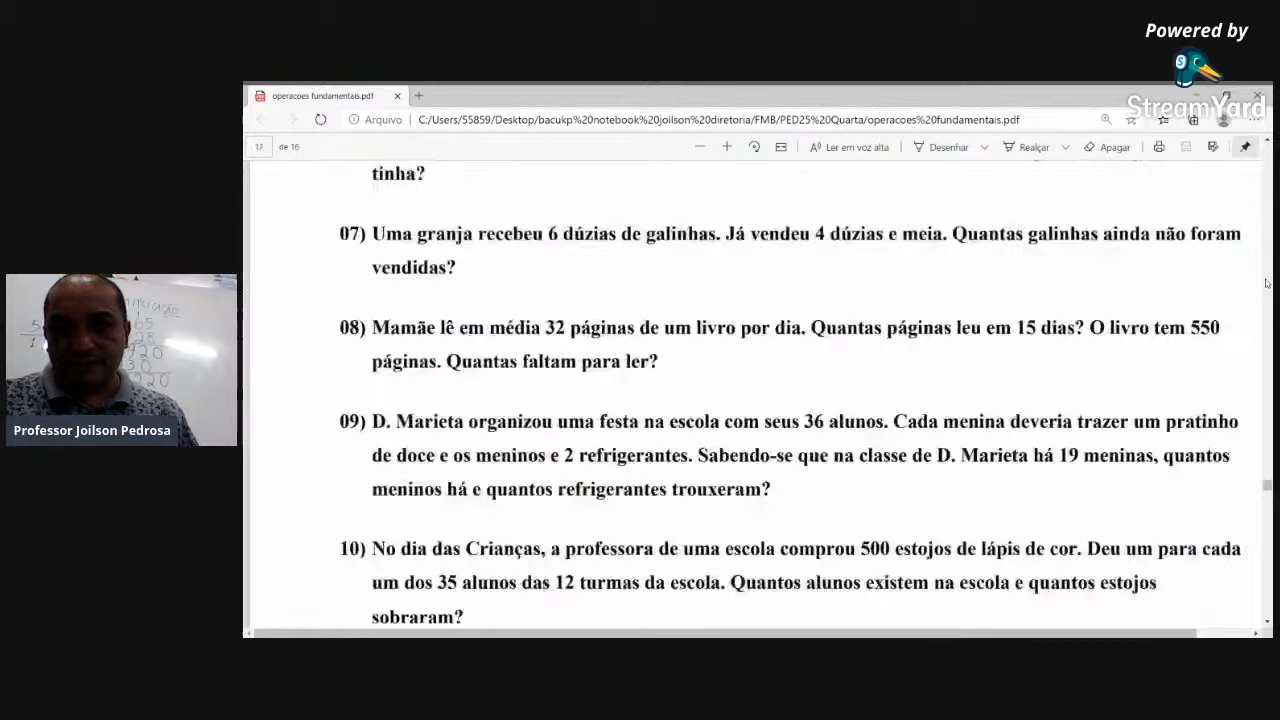 Powered by
StreamYard
operacoes fundamentais.pdf
Arquivo
C:/Users/55859/Desktop/bacukp%20notebook%20joilson%20diretoria/FMB/PED25%20Quarta/operacoes%20fundamentais.pdf
12 de 16
Ler em voz alta
Desenhar
Realçar
Apagar
tinha?
07) Uma granja recebeu 6 dúzias de galinhas. Já vendeu 4 dúzias e meia. Quantas galinhas ainda não foram
vendidas?
08) Mamãe lê em média 32 páginas de um livro por dia. Quantas páginas leu em 15 dias? O livro tem 550
páginas. Quantas faltam para ler?
09) D. Marieta organizou uma festa na escola com seus 36 alunos. Cada menina deveria trazer um pratinho
de doce e os meninos e 2 refrigerantes. Sabendo-se que na classe de D. Marieta há 19 meninas, quantos
meninos há e quantos refrigerantes trouxeram?
10) No dia das Crianças, a professora de uma escola comprou 500 estojos de lápis de cor. Deu um para cada
um dos 35 alunos das 12 turmas da escola. Quantos alunos existem na escola e quantos estojos
sobraram?
Professor Joilson Pedrosa